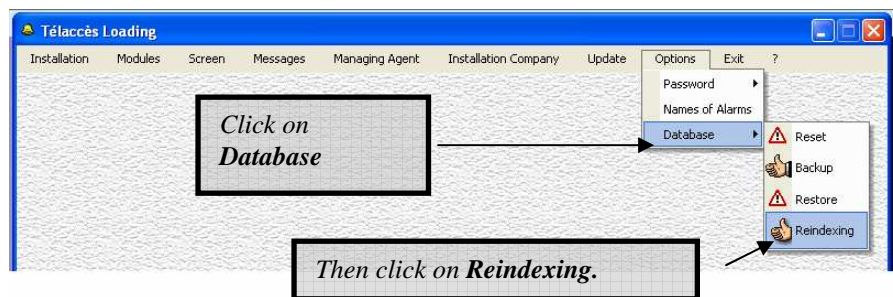 Télaccès Loading
Installation Modules Screen Messages Managing Agent Installation Company Update Options Exit ?
Password
Names of Alarms
Database
Reset
Backup
Restore
Reindexing
Click on
Database
Then click on Reindexing.